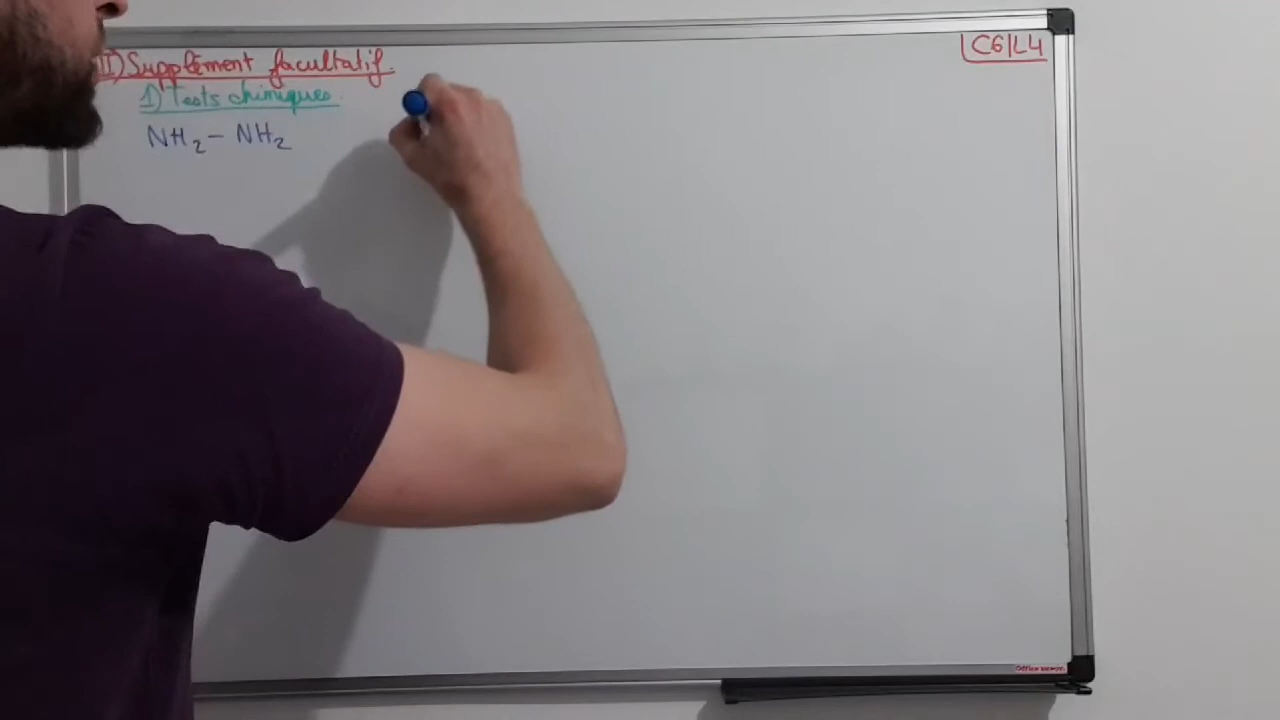 II) Supplément facultatif.
C6/L4
1) Tests chimiques.
NH₂ - NH₂